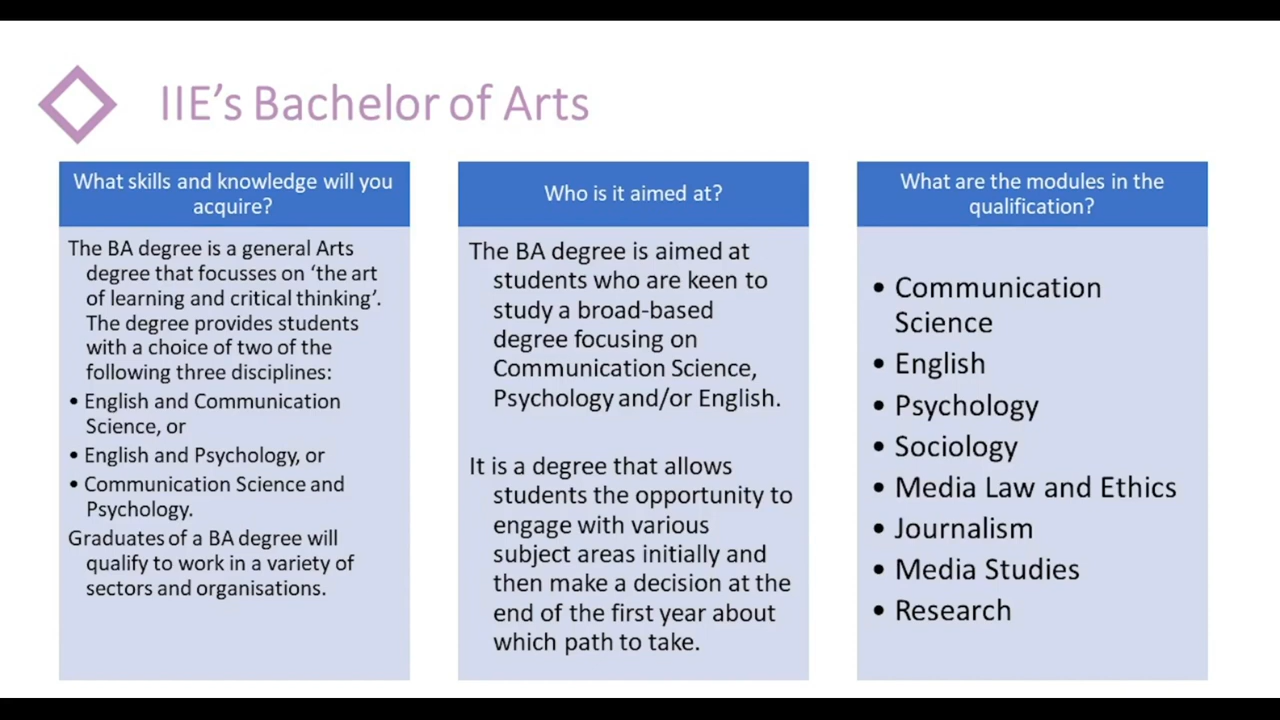 IIE's Bachelor of Arts
What skills and knowledge will you
acquire?
The BA degree is a general Arts
degree that focusses on ‘the art
of learning and critical thinking’.
The degree provides students
with a choice of two of the
following three disciplines:
• English and Communication
Science, or
• English and Psychology, or
• Communication Science and
Psychology.
Graduates of a BA degree will
qualify to work in a variety of
sectors and organisations.
Who is it aimed at?
The BA degree is aimed at
students who are keen to
study a broad-based
degree focusing on
Communication Science,
Psychology and/or English.
It is a degree that allows
students the opportunity to
engage with various
subject areas initially and
then make a decision at the
end of the first year about
which path to take.
What are the modules in the
qualification?
• Communication
Science
• English
• Psychology
• Sociology
• Media Law and Ethics
• Journalism
• Media Studies
• Research